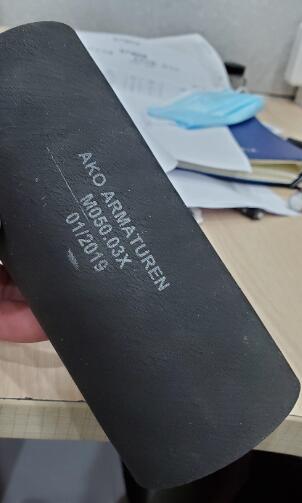 AKO ARMATUREN
M050.03X
01/2019